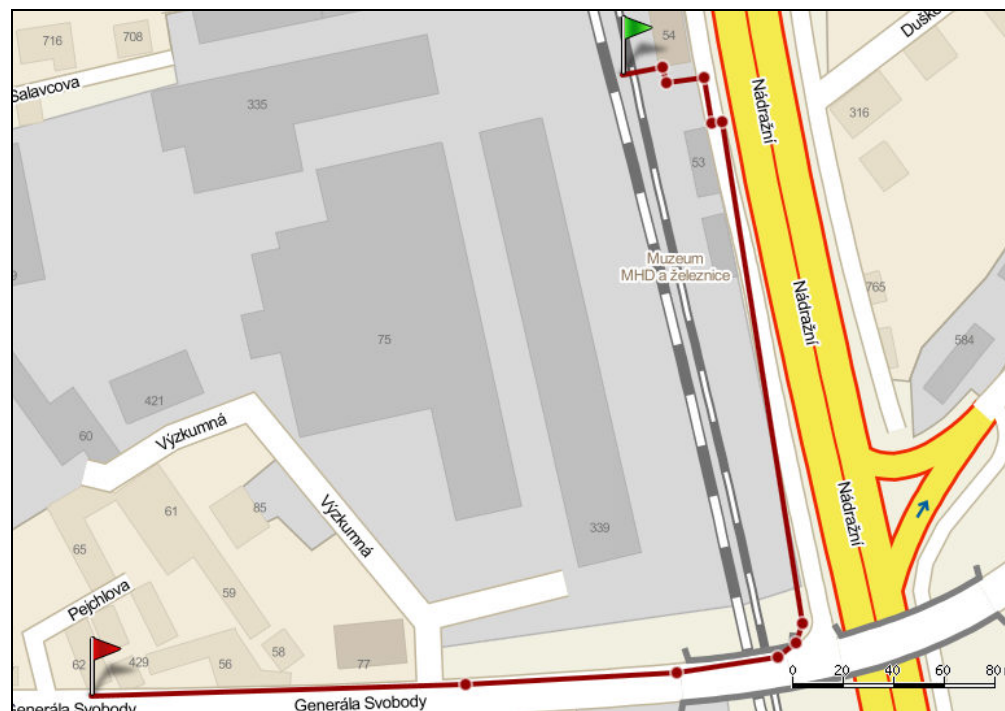 716
708
54
Salavcova
335
Nádražní
316
53
Muzeum
MHD a železnice
Nádražní
765
584
75
421
60
Výzkumná
61
85
Výzkumná
339
Nádražní
65
59
Pejchlova
62
429
56
58
77
0 20 40 60 80
Generála Svobody
Generála Svobody